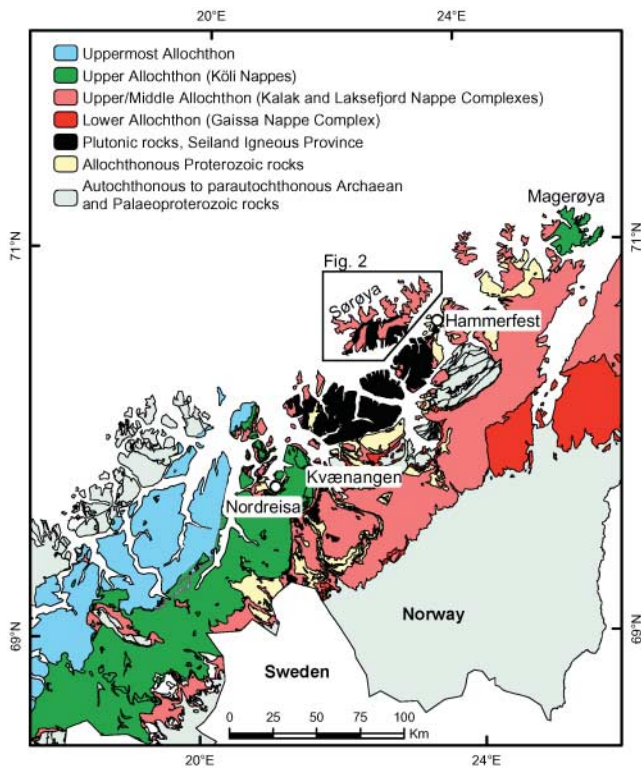 20°E
24°E
Uppermost Allochthon
Upper Allochthon (Köli Nappes)
Upper/Middle Allochthon (Kalak and Laksefjord Nappe Complexes)
Lower Allochthon (Gaissa Nappe Complex)
Plutonic rocks, Seiland Igneous Province
Allochthonous Proterozoic rocks
Autochthonous to parautochthonous Archaean
and Palaeoproterozoic rocks
Magerøya
71°N
71°N
Fig. 2
Sørøya
Hammerfest
Kvænangen
Nordreisa
Norway
69°N
69°N
Sweden
0 25 50 75 100
Km
20°E
24°E